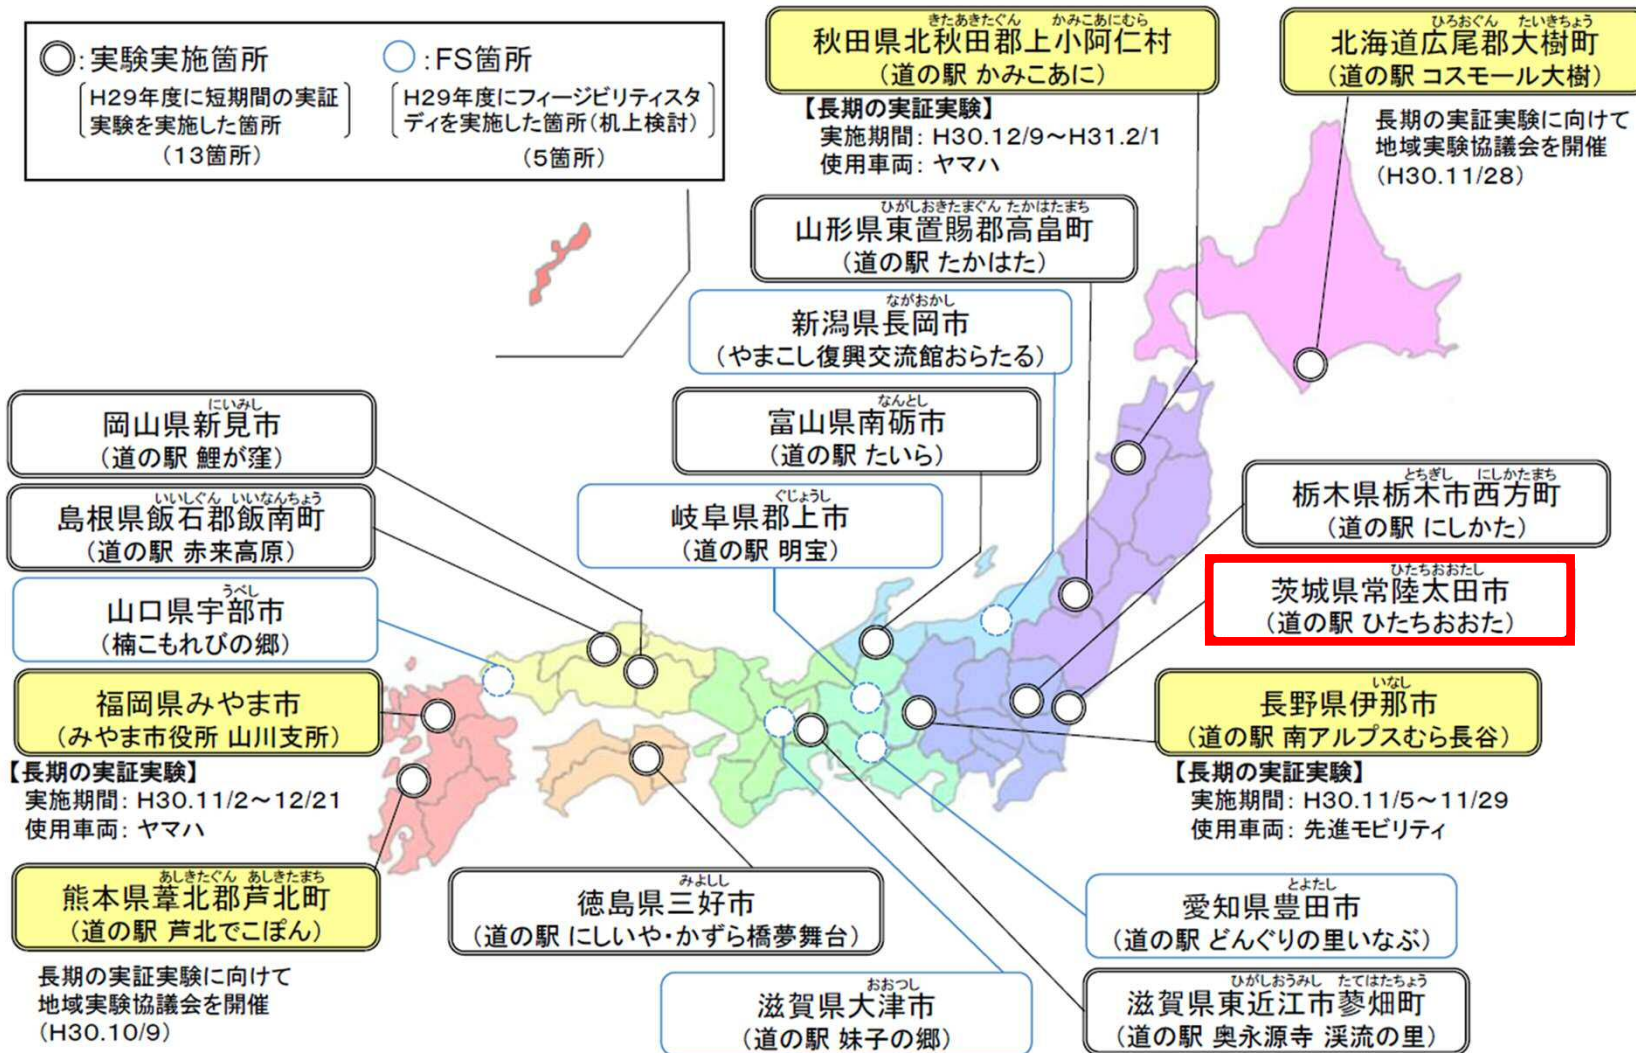 :実験実施箇所
H29年度に短期間の実証
実験を実施した箇所
(13箇所)
:FS箇所
H29年度にフィージビリティスタ
ディを実施した箇所(机上検討)
(5箇所)
きたあきたぐん かみこあにむら
秋田県北秋田郡上小阿仁村
(道の駅 かみこあに)
【長期の実証実験】
実施期間:H30.12/9~H31.2/1
使用車両:ヤマハ
ひろおぐん たいきちょう
北海道広尾郡大樹町
(道の駅 コスモール大樹)
長期の実証実験に向けて
地域実験協議会を開催
(H30.11/28)
ひがしおきたまぐん たかはたまち
山形県東置賜郡高畠町
(道の駅 たかはた)
ながおかし
新潟県長岡市
(やまこし復興交流館おらたる)
にいみし
岡山県新見市
(道の駅 鯉が窪)
なんとし
富山県南砺市
(道の駅 たいら)
いいしぐん いいなんちょう
島根県飯石郡飯南町
(道の駅 赤来高原)
ぐじょうし
岐阜県郡上市
(道の駅 明宝)
とちぎし にしかたまち
栃木県栃木市西方町
(道の駅 にしかた)
ひたちおおたし
茨城県常陸太田市
(道の駅 ひたちおおた)
うべし
山口県宇部市
(楠こもれびの郷)
福岡県みやま市
(みやま市役所 山川支所)
【長期の実証実験】
実施期間:H30.11/2~12/21
使用車両:ヤマハ
いなし
長野県伊那市
(道の駅 南アルプスむら長谷)
【長期の実証実験】
実施期間:H30.11/5~11/29
使用車両:先進モビリティ
あしきたぐん あしきたまち
熊本県葦北郡芦北町
(道の駅 芦北でこぽん)
長期の実証実験に向けて
地域実験協議会を開催
(H30.10/9)
みよしし
徳島県三好市
(道の駅 にしいや・かずら橋夢舞台)
とよたし
愛知県豊田市
(道の駅 どんぐりの里いなぶ)
おおつし
滋賀県大津市
(道の駅 妹子の郷)
ひがしおうみし たてはたちょう
滋賀県東近江市蓼畑町
(道の駅 奥永源寺 渓流の里)